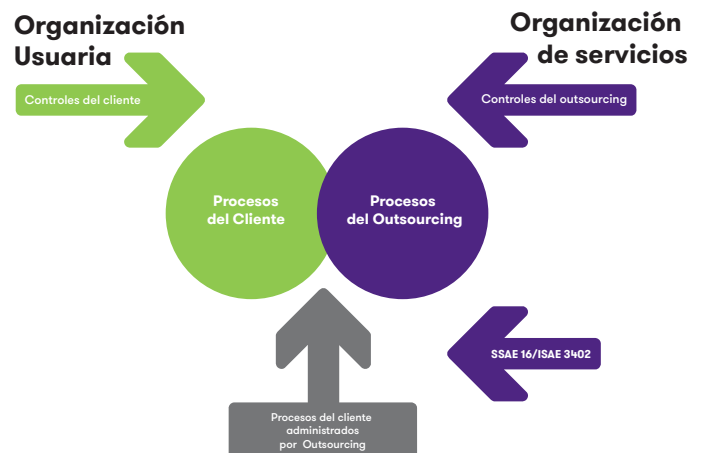 Organización
Usuaria
Organización
de servicios
Controles del cliente
Controles del outsourcing
Procesos
del Cliente
Procesos
del Outsourcing
SSAE 16/ISAE 3402
Procesos del cliente
administrados
por Outsourcing